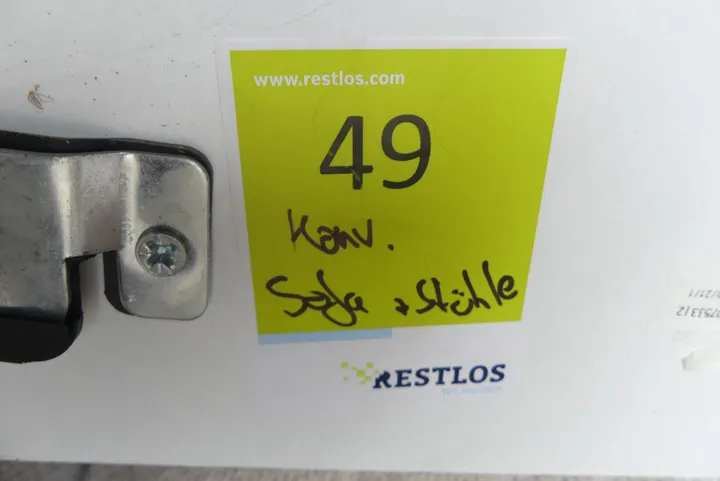 www.restlos.com
49
Konv.
Sofa + Stühle
RESTLOS